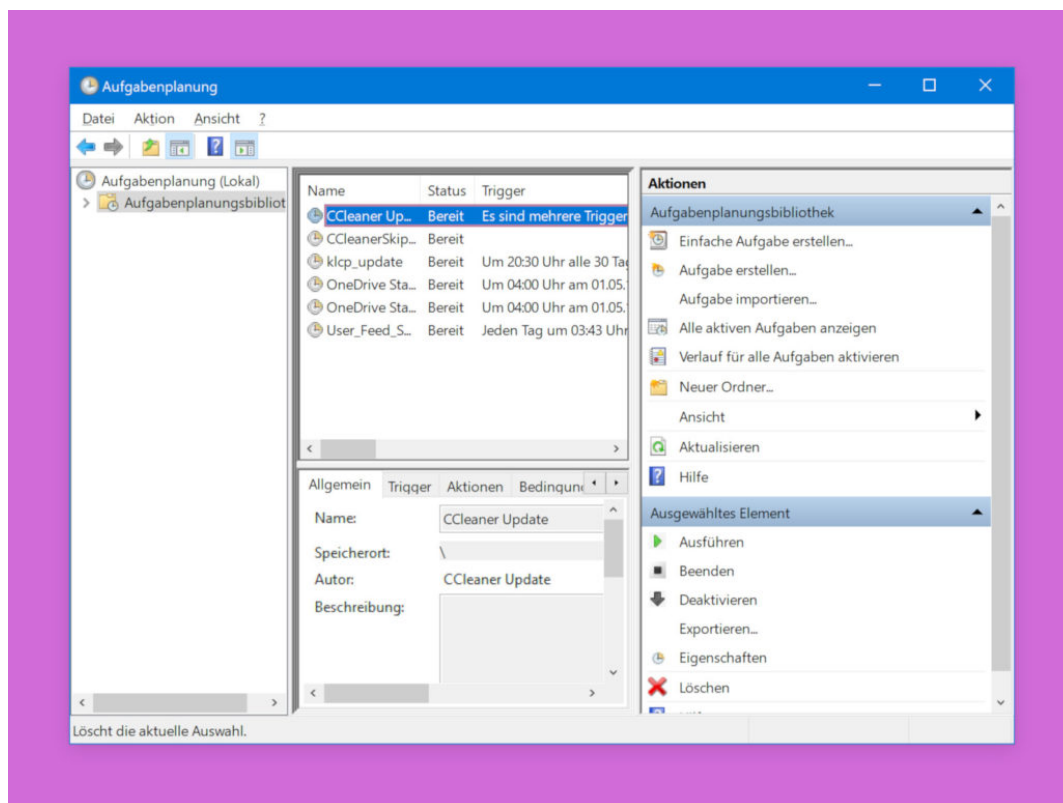 Aufgabenplanung
Datei Aktion Ansicht ?
Aufgabenplanung (Lokal)
Aufgabenplanungsbibliot
Name Status Trigger
CCleaner Up... Bereit Es sind mehrere Trigger
CCleanerSkip... Bereit
klcp_update Bereit Um 20:30 Uhr alle 30 Tag
OneDrive Sta... Bereit Um 04:00 Uhr am 01.05.
OneDrive Sta... Bereit Um 04:00 Uhr am 01.05.
User_Feed_S... Bereit Jeden Tag um 03:43 Uhr
Allgemein Trigger Aktionen Bedingung
Name: CCleaner Update
Speicherort: \
Autor: CCleaner Update
Beschreibung:
Aktionen
Aufgabenplanungsbibliothek
Einfache Aufgabe erstellen...
Aufgabe erstellen...
Aufgabe importieren...
Alle aktiven Aufgaben anzeigen
Verlauf für alle Aufgaben aktivieren
Neuer Ordner...
Ansicht
Aktualisieren
Hilfe
Ausgewähltes Element
Ausführen
Beenden
Deaktivieren
Exportieren...
Eigenschaften
Löschen
Löscht die aktuelle Auswahl.